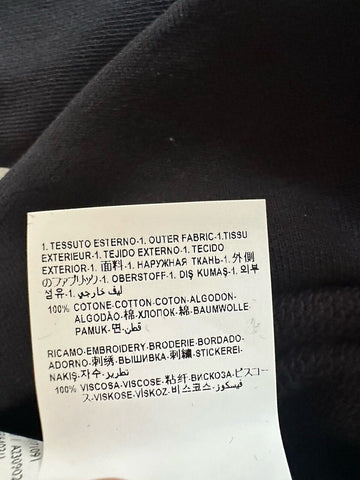 1. TESSUTO ESTERNO-1. OUTER FABRIC-1.TISSU
EXTERIEUR-1. TEJIDO EXTERNO-1. TECIDO
EXTERIOR-1. 面料-1. НАРУЖНАЯ ТКАНЬ-1. 外側
のファブリック-1. OBERSTOFF-1. DIŞ KUMAŞ-1. 외부
섬유-1. ليف خارجي
100% COTONE-COTTON-COTON-ALGODON-
ALGODÃO-棉-ХЛОПОК-綿-BAUMWOLLE-
PAMUK-면-قطن
RICAMO-EMBROIDERY-BRODERIE-BORDADO-
ADORNO-刺绣-ВЫШИВКА-刺繍-STICKEREI-
NAKIŞ-자수-تطريز
100% VISCOSA-VISCOSE-粘纤-ВИСКОЗА-ビスコー
ス-VISKOSE-VİSKOZ-비스코스-فيسكوز